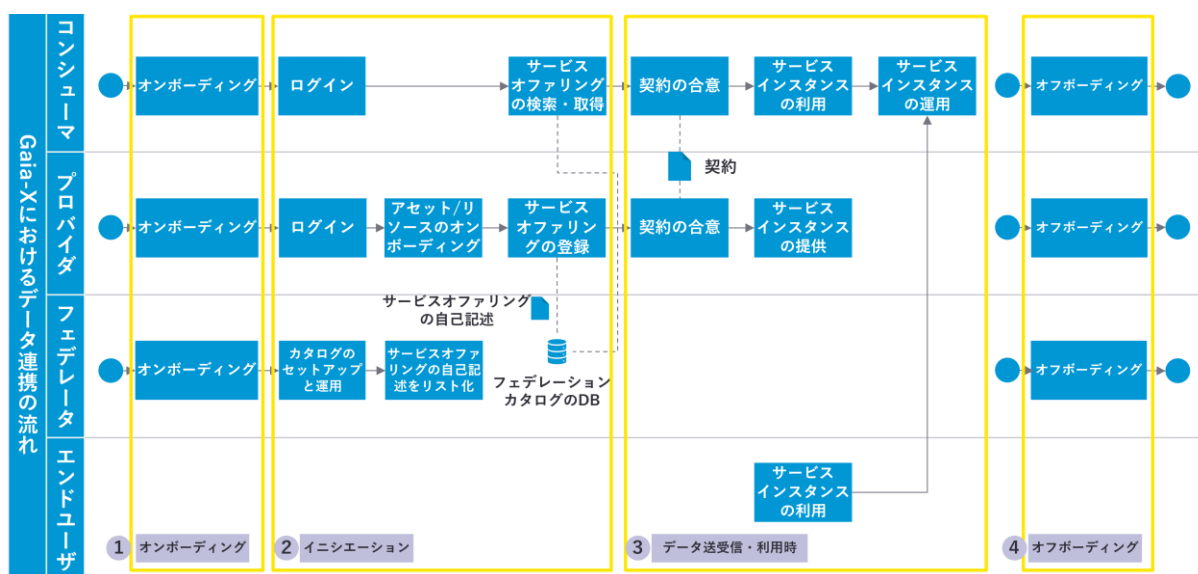 Gaia-Xにおけるデータ連携の流れ
コンシューマ
オンボーディング
ログイン
サービス
オファリング
の検索・取得
契約の合意
サービス
インスタンス
の利用
サービス
インスタンス
の運用
オフボーディング
契約
プロバイダ
オンボーディング
ログイン
アセット/リ
ソースのオン
ボーディング
サービス
オファリン
グの登録
契約の合意
サービス
インスタンス
の提供
オフボーディング
サービスオファリング
の自己記述
フェデレータ
オンボーディング
カタログの
セットアップ
と運用
サービスオファ
リングの自己記
述をリスト化
フェデレーション
カタログのDB
オフボーディング
エンドユーザ
サービス
インスタンス
の利用
1 オンボーディング
2 イニシエーション
3 データ送受信・利用時
4 オフボーディング